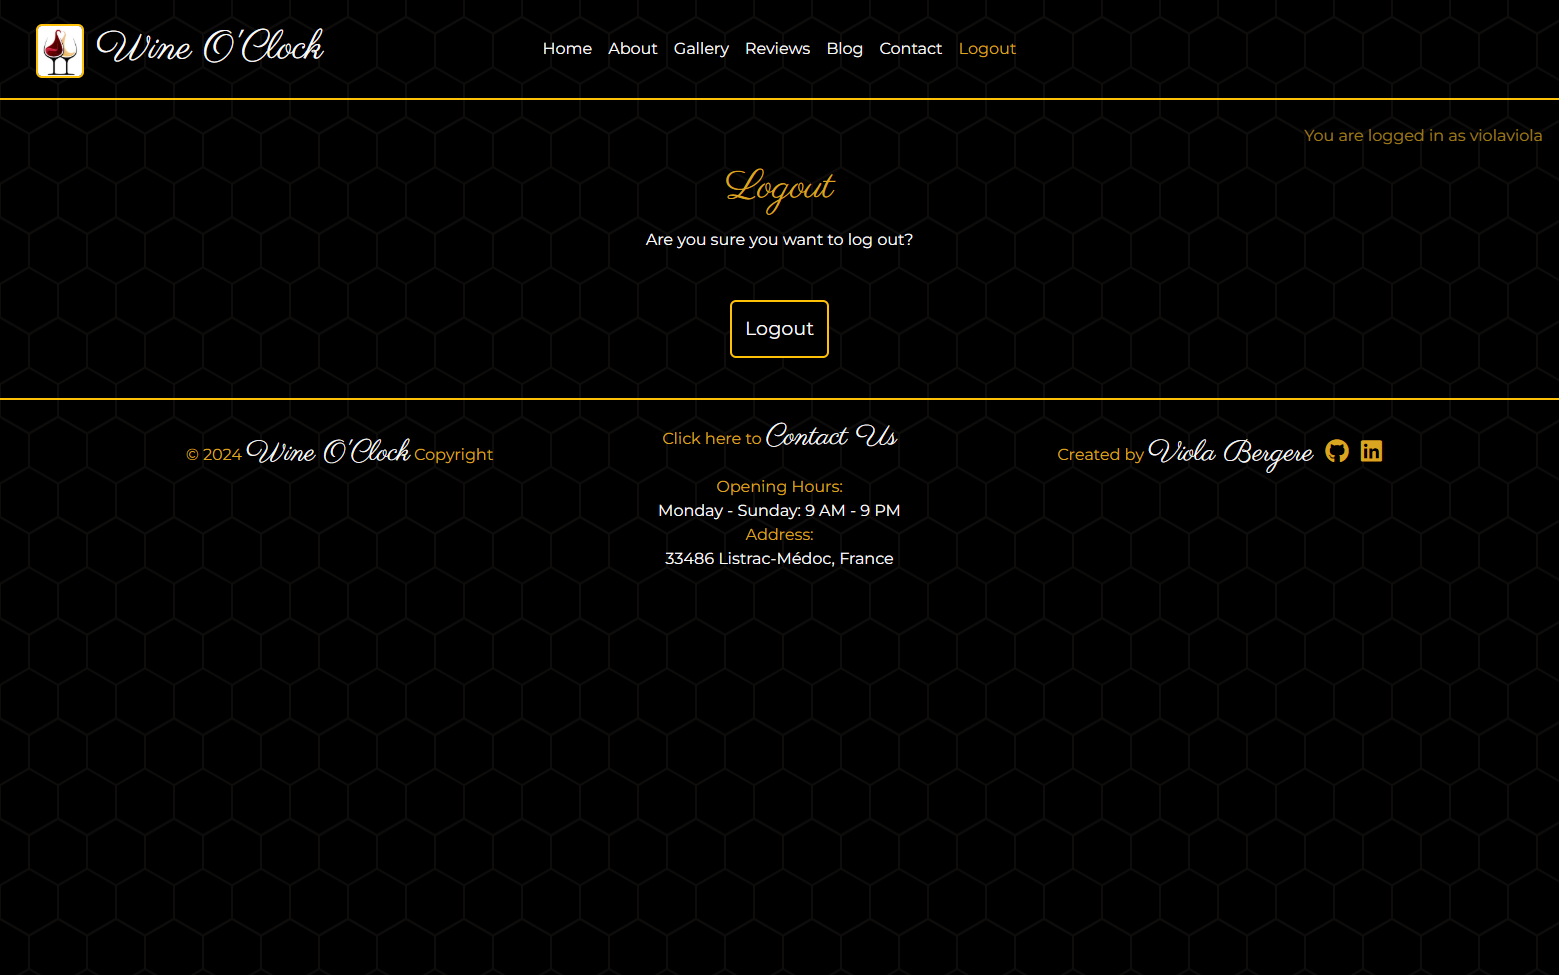 Wine O'Clock
Home About Gallery Reviews Blog Contact Logout
You are logged in as violaviola
Logout
Are you sure you want to log out?
Logout
© 2024 Wine O'Clock Copyright
Click here to Contact Us
Opening Hours:
Monday - Sunday: 9 AM - 9 PM
Address:
33486 Listrac-Médoc, France
Created by Viola Bergere
in